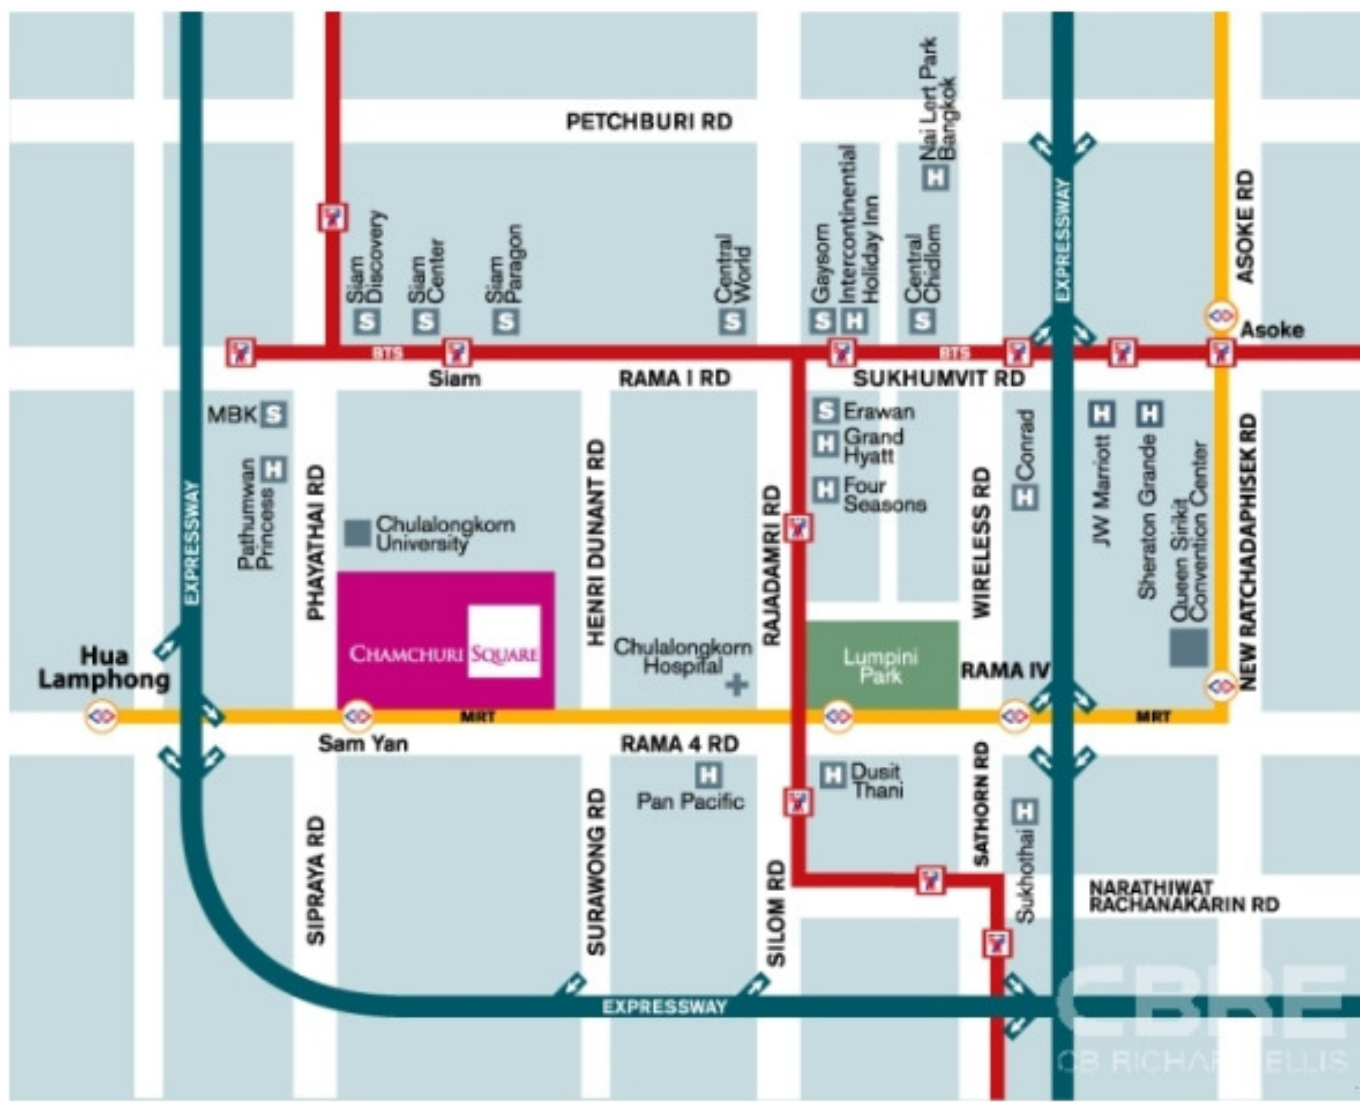 PETCHBURI RD
Nai Lert Park
Bangkok
EXPRESSWAY
ASOKE RD
Siam
Discovery
Siam
Center
Siam
Paragon
Central
World
Gaysorn
Intercontinental
Holiday Inn
Central
Chidlom
S
S
S
S
S
H
S
H
Asoke
BTS
BTS
Siam
RAMA I RD
SUKHUMVIT RD
MBK S
S Erawan
H Grand
Hyatt
H Four
Seasons
Conrad
H
H
JW Marriott
H
Sheraton Grande
Queen Sirikit
Convention Center
NEW RATCHADAPHISEK RD
EXPRESSWAY
Pathumwan
Princess
H
PHAYATHAI RD
Chulalongkorn
University
HENRI DUNANT RD
RAJADAMRI RD
WIRELESS RD
CHAMCHURI SQUARE
Chulalongkorn
Hospital
Lumpini
Park
RAMA IV
Hua
Lamphong
MRT
MRT
Sam Yan
RAMA 4 RD
H
Pan Pacific
H Dusit
Thani
SATHORN RD
H
Sukhothai
SIPRAYA RD
SURAWONG RD
SILOM RD
NARATHIWAT
RACHANAKARIN RD
EXPRESSWAY
CBRE
CB RICHARD ELLIS